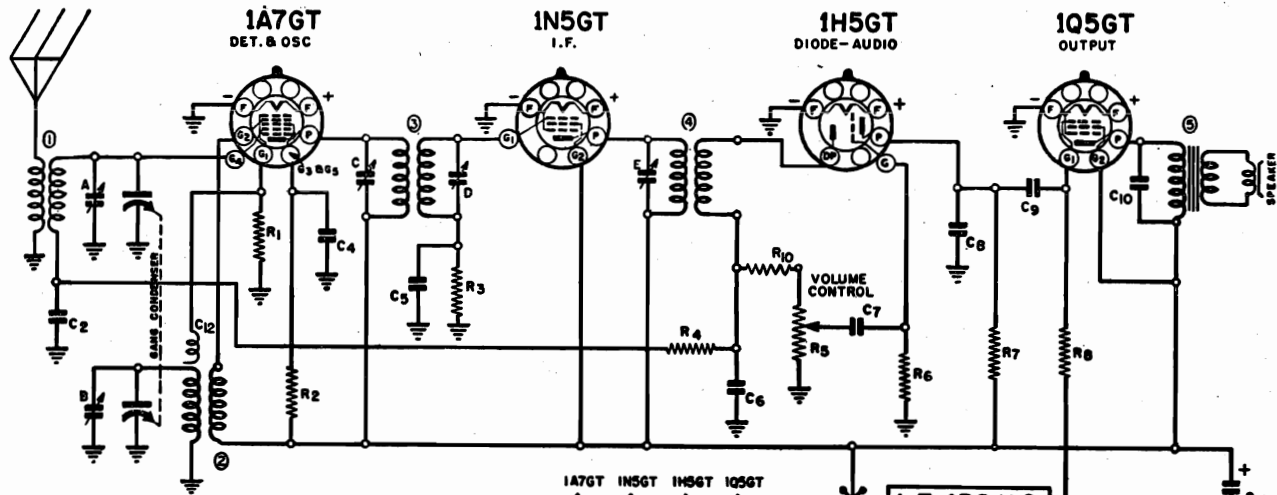 1A7GT
DET. & OSC
1N5GT
I.F.
1H5GT
DIODE-AUDIO
1Q5GT
OUTPUT
- F F +
G2 P
G4 G1
G3 & G5
- F F +
G1 G2
- F F +
P
DP G
- F F +
P
G1 G2
1
3
4
5
A
C
D
E
R1
C4
C5
R3
C2
GANG CONDENSER
C12
B
R2
2
R4
R10
VOLUME
CONTROL
C7
R5
C6
R6
C8
C9
R7
R8
C10
SPEAKER
1A7GT 1N5GT 1H5GT 1Q5GT
+